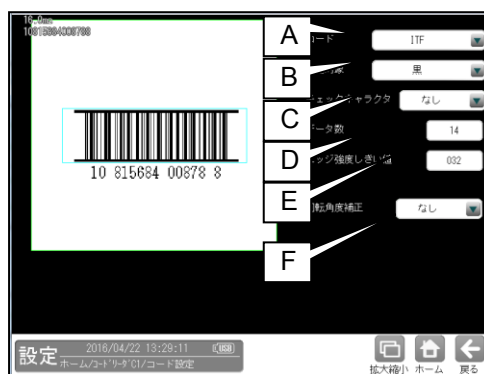 16.0ms
10815684008788
A
コード
ITF
B
黒
C
チェックキャラクタ
なし
D
データ数
14
E
エッジ強度しきい値
032
F
回転角度補正
なし
10 815684 00878 8
設定
2016/04/22 13:29:11
USB
ホーム/コードリーダC1/コード設定
拡大縮小
ホーム
戻る